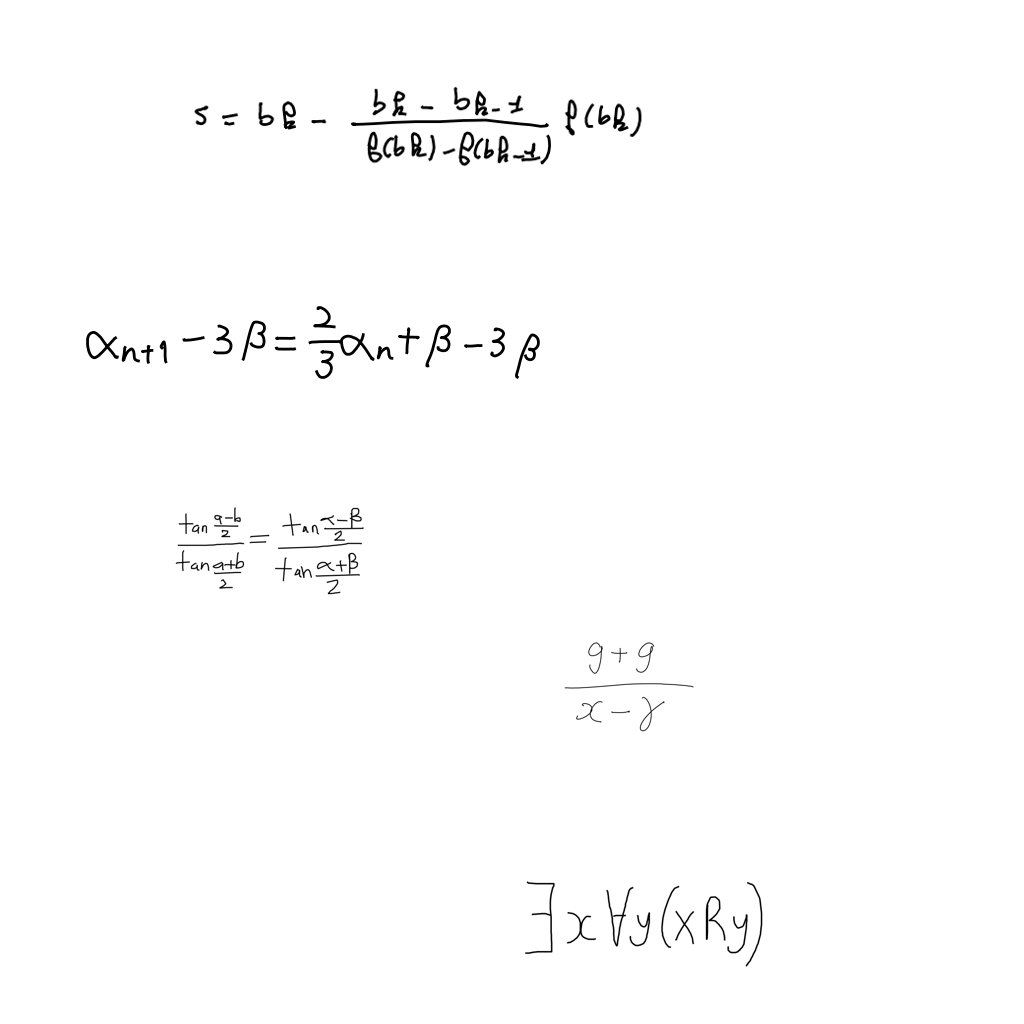 s = b_k - \frac{b_k - b_{k-1}}{f(b_k) - f(b_{k-1})} f(b_k)
\alpha_{n+1} - 3\beta = \frac{2}{3}\alpha_n + \beta - 3\beta
\frac{\tan\frac{a-b}{2}}{\tan\frac{a+b}{2}} = \frac{\tan\frac{\alpha-\beta}{2}}{\tan\frac{\alpha+\beta}{2}}
\frac{g+g}{x-\gamma}
\exists x \forall y (x R y)